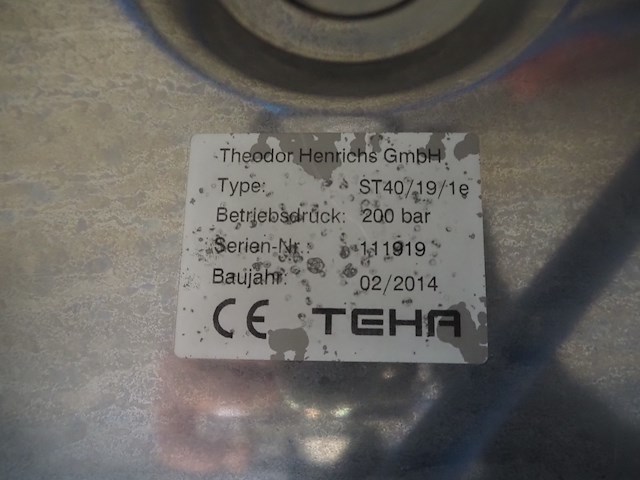 Theodor Henrichs GmbH
Type: ST40/19/1e
Betriebsdruck: 200 bar
Serien-Nr.: 111919
Baujahr: 02/2014
CE TEHA